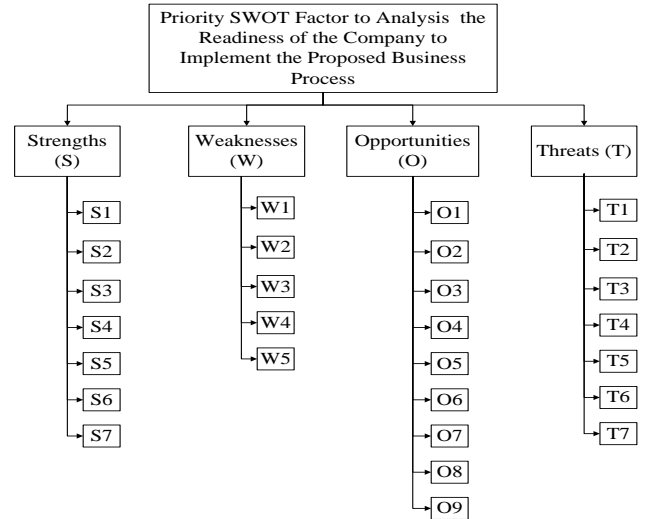 Priority SWOT Factor to Analysis the
Readiness of the Company to
Implement the Proposed Business
Process
Strengths
(S)
Weaknesses
(W)
Opportunities
(O)
Threats (T)
S1
S2
S3
S4
S5
S6
S7
W1
W2
W3
W4
W5
O1
O2
O3
O4
O5
O6
O7
O8
O9
T1
T2
T3
T4
T5
T6
T7